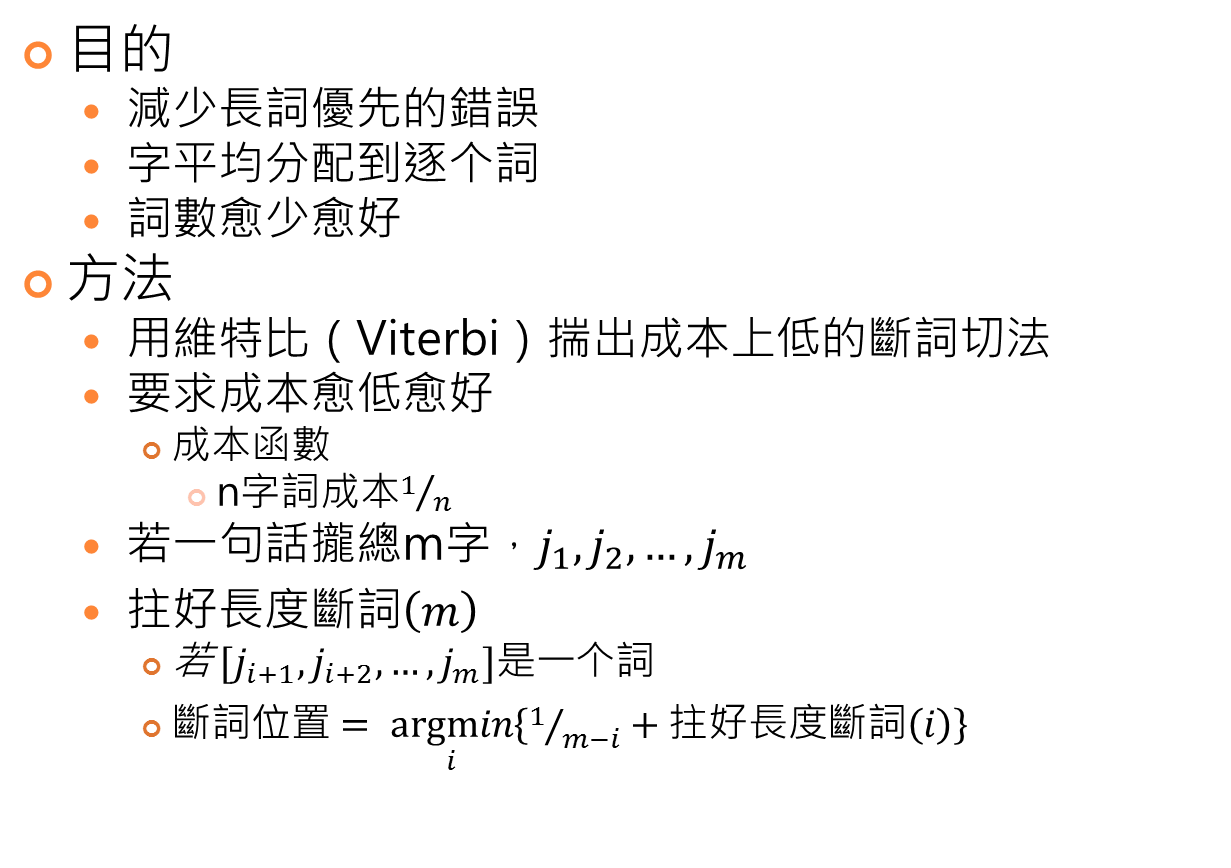 目的
減少長詞優先的錯誤
字平均分配到逐个詞
詞數愈少愈好
方法
用維特比（Viterbi）揣出成本上低的斷詞切法
要求成本愈低愈好
成本函數
n字詞成本1/n
若一句話攏總m字，j1, j2, … , jm
拄好長度斷詞(m)
若[ji+1, ji+2, … , jm]是一个詞
斷詞位置 = argmin{1/m−i + 拄好長度斷詞(i)}
i